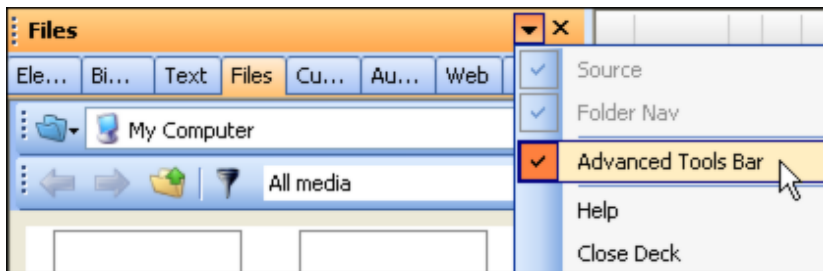 Files
Ele... Bi... Text Files Cu... Au... Web
My Computer
All media
Source
Folder Nav
Advanced Tools Bar
Help
Close Deck